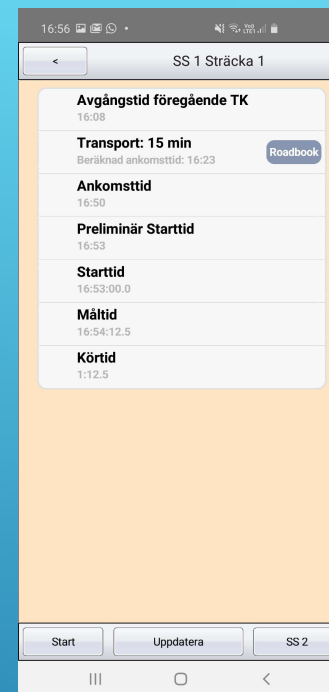 16:56
VoD LTE1
<
SS 1 Sträcka 1
Avgångstid föregående TK
16:08
Transport: 15 min
Beräknad ankomsttid: 16:23
Roadbook
Ankomsttid
16:50
Preliminär Starttid
16:53
Starttid
16:53:00.0
Måltid
16:54:12.5
Körtid
1:12.5
Start
Uppdatera
SS 2